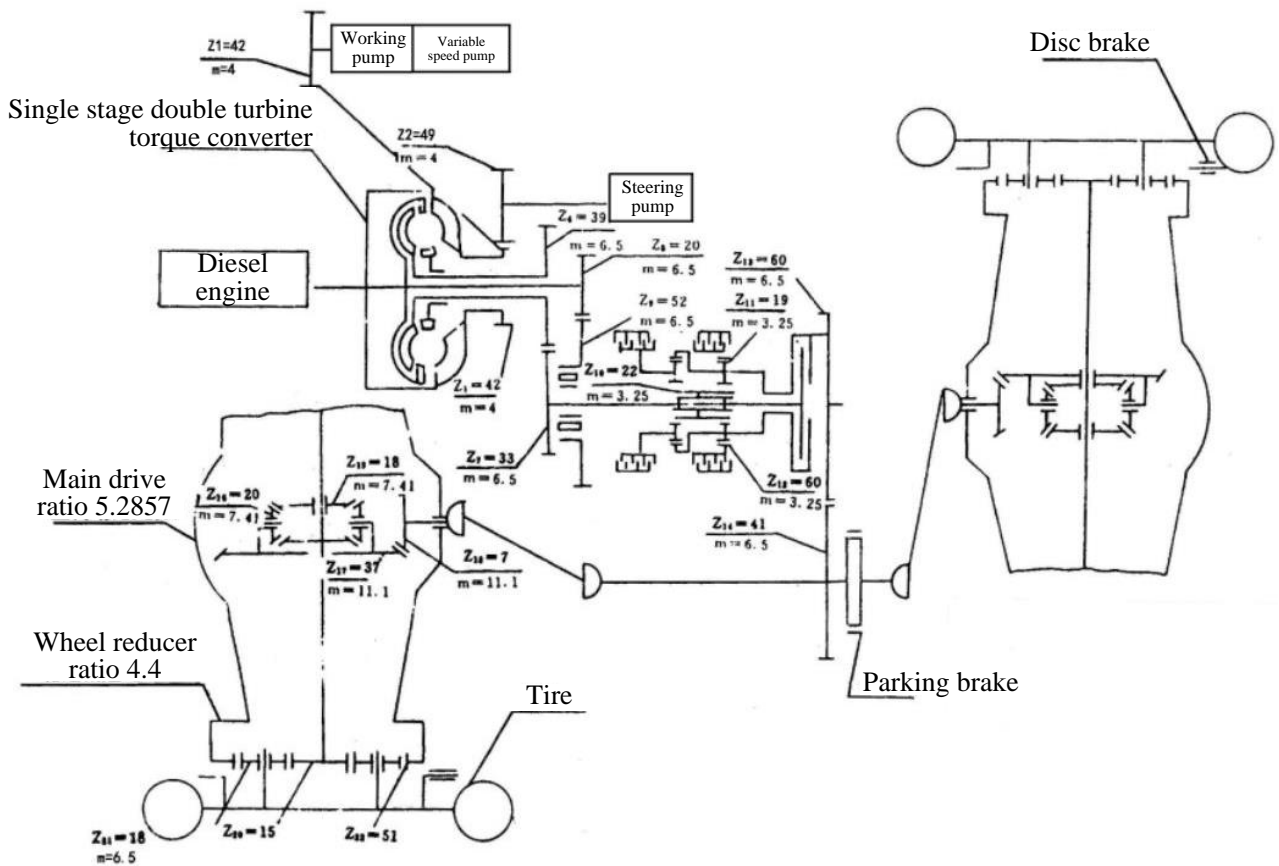 Z1=42
m=4
Working
pump
Variable
speed pump
Disc brake
Single stage double turbine
torque converter
Z2=49
m=4
Steering
pump
Z₄=39
m=6.5
Z₈=20
m=6.5
Z₁₃=60
m=6.5
Diesel
engine
Z₉=52
m=6.5
Z₁₁=19
m=3.25
Z₁₀=22
m=3.25
Z₁=42
m=4
Z₇=33
m=6.5
Z₁₂=60
m=3.25
Main drive
ratio 5.2857
Z₁₅=18
m=7.41
Z₁₆=20
m=7.41
Z₁₄=41
m=6.5
Z₁₇=37
m=11.1
Z₁₈=7
m=11.1
Wheel reducer
ratio 4.4
Tire
Parking brake
Z₂₁=18
m=6.5
Z₂₀=15
Z₂₂=51